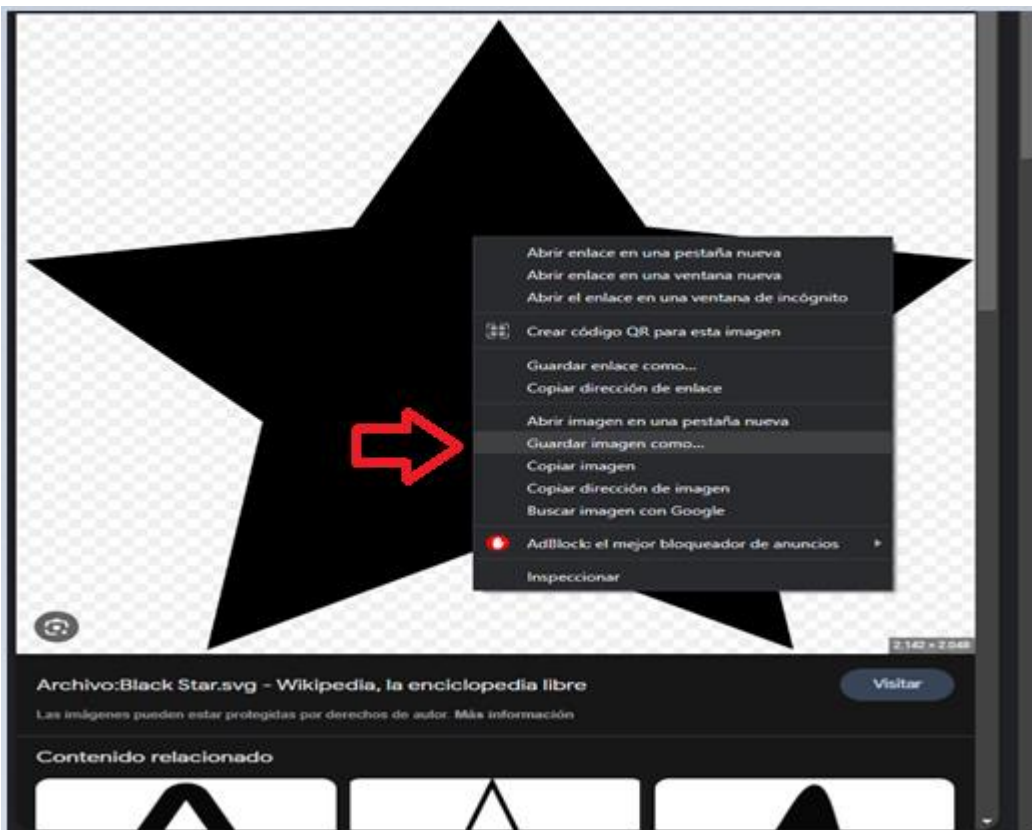 Abrir enlace en una pestaña nueva
Abrir enlace en una ventana nueva
Abrir el enlace en una ventana de incógnito
Crear código QR para esta imagen
Guardar enlace como...
Copiar dirección de enlace
Abrir imagen en una pestaña nueva
Guardar imagen como...
Copiar imagen
Copiar dirección de imagen
Buscar imagen con Google
AdBlock: el mejor bloqueador de anuncios
Inspeccionar
2.142 × 2.048
Archivo:Black Star.svg - Wikipedia, la enciclopedia libre
Visitar
Las imágenes pueden estar protegidas por derechos de autor. Más información
Contenido relacionado